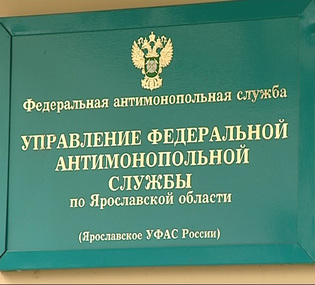 Федеральная антимонопольная служба
УПРАВЛЕНИЕ ФЕДЕРАЛЬНОЙ
АНТИМОНОПОЛЬНОЙ
СЛУЖБЫ
по Ярославской области
(Ярославское УФАС России)